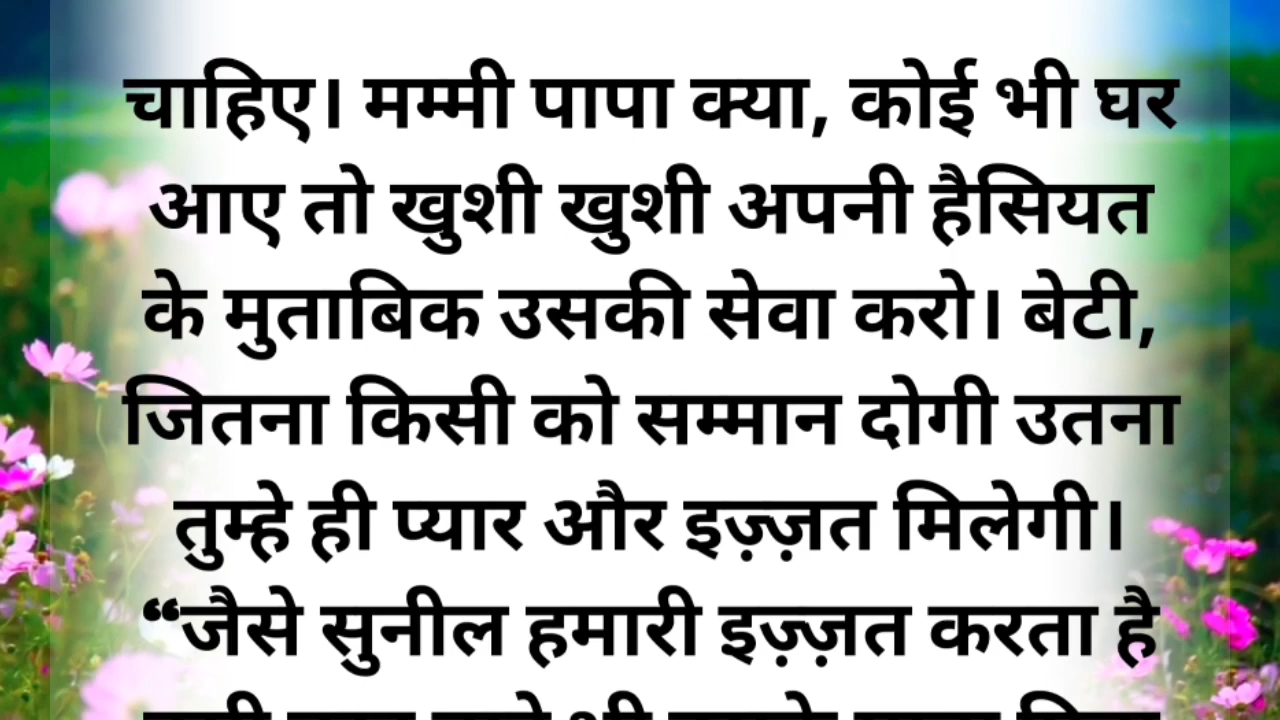 चाहिए। मम्मी पापा क्या, कोई भी घर
आए तो खुशी खुशी अपनी हैसियत
के मुताबिक उसकी सेवा करो। बेटी,
जितना किसी को सम्मान दोगी उतना
तुम्हे ही प्यार और इज़्ज़त मिलेगी।
“जैसे सुनील हमारी इज़्ज़त करता है